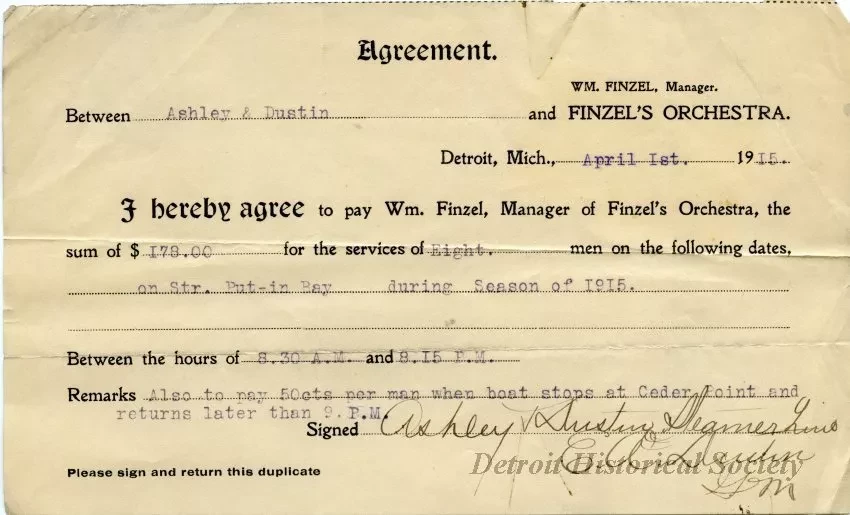 Agreement.
WM. FINZEL, Manager.
Between Ashley & Dustin and FINZEL'S ORCHESTRA.
Detroit, Mich., April 1st. 1915.
I hereby agree to pay Wm. Finzel, Manager of Finzel's Orchestra, the
sum of $ 178.00 for the services of Eight. men on the following dates,
on Str. Put-in Bay during Season of 1915.
Between the hours of 8.30 A.M. and 8.15 P.M.
Remarks Also to pay 50cts per man when boat stops at Ceder Point and
returns later than 9.P.M.
Signed Ashley & Dustin Steamer Line
Detroit Historical Society
Please sign and return this duplicate